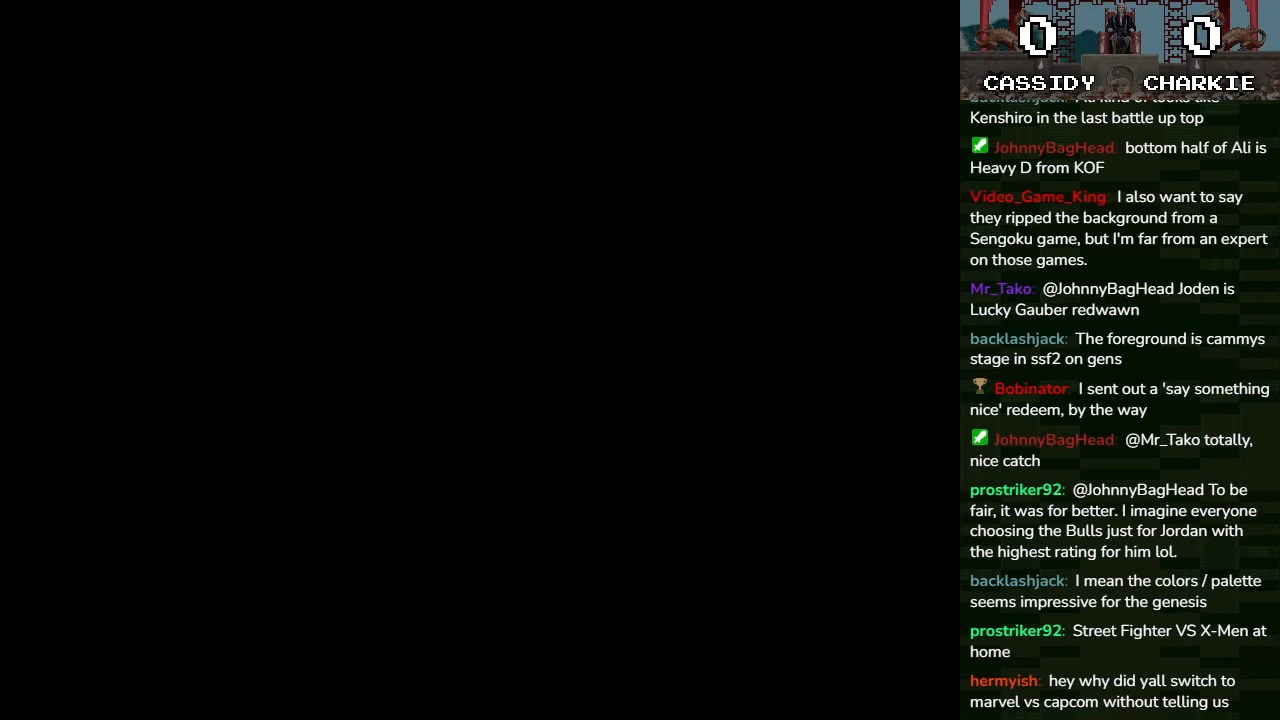 0 0
CASSIDY CHARKIE
backlashjack: Ali kind of looks like
Kenshiro in the last battle up top
JohnnyBagHead: bottom half of Ali is
Heavy D from KOF
Video_Game_King: I also want to say
they ripped the background from a
Sengoku game, but I'm far from an expert
on those games.
Mr_Tako: @JohnnyBagHead Joden is
Lucky Gauber redwawn
backlashjack: The foreground is cammys
stage in ssf2 on gens
Bobinator: I sent out a 'say something
nice' redeem, by the way
JohnnyBagHead: @Mr_Tako totally,
nice catch
prostriker92: @JohnnyBagHead To be
fair, it was for better. I imagine everyone
choosing the Bulls just for Jordan with
the highest rating for him lol.
backlashjack: I mean the colors / palette
seems impressive for the genesis
prostriker92: Street Fighter VS X-Men at
home
hermyish: hey why did yall switch to
marvel vs capcom without telling us